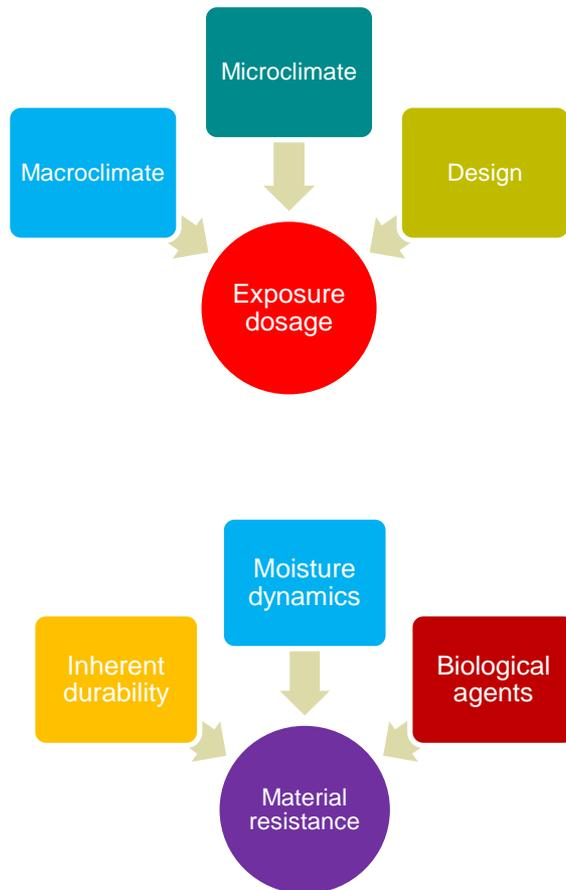 Microclimate
Macroclimate
Design
Exposure
dosage
Moisture
dynamics
Inherent
durability
Biological
agents
Material
resistance